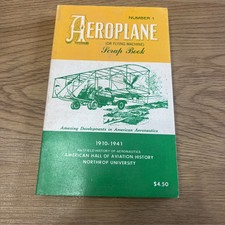 NUMBER 1
AEROPLANE
(OR FLYING MACHINE)
Scrap Book
Amazing Developments in American Aeronautics
1910-1941
AMERICAN HALL OF AVIATION HISTORY
NORTHROP UNIVERSITY
$4.50